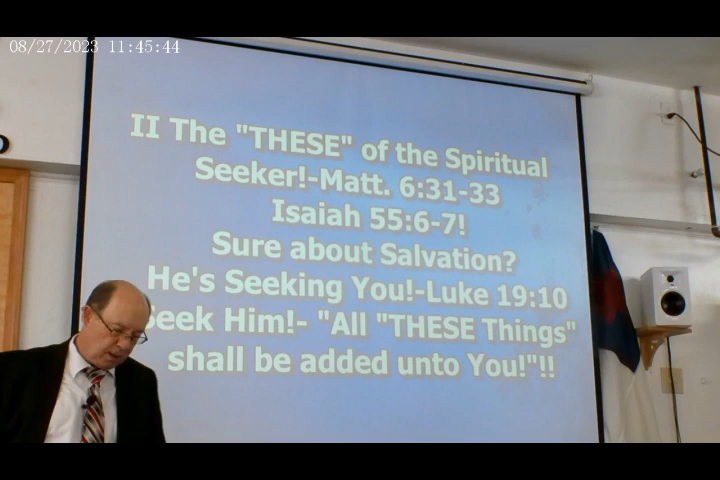 08/27/2023 11:45:44
II The "THESE" of the Spiritual
Seeker!-Matt. 6:31-33
Isaiah 55:6-7!
Sure about Salvation?
He's Seeking You!-Luke 19:10
Seek Him!- "All "THESE Things"
shall be added unto You!"!!